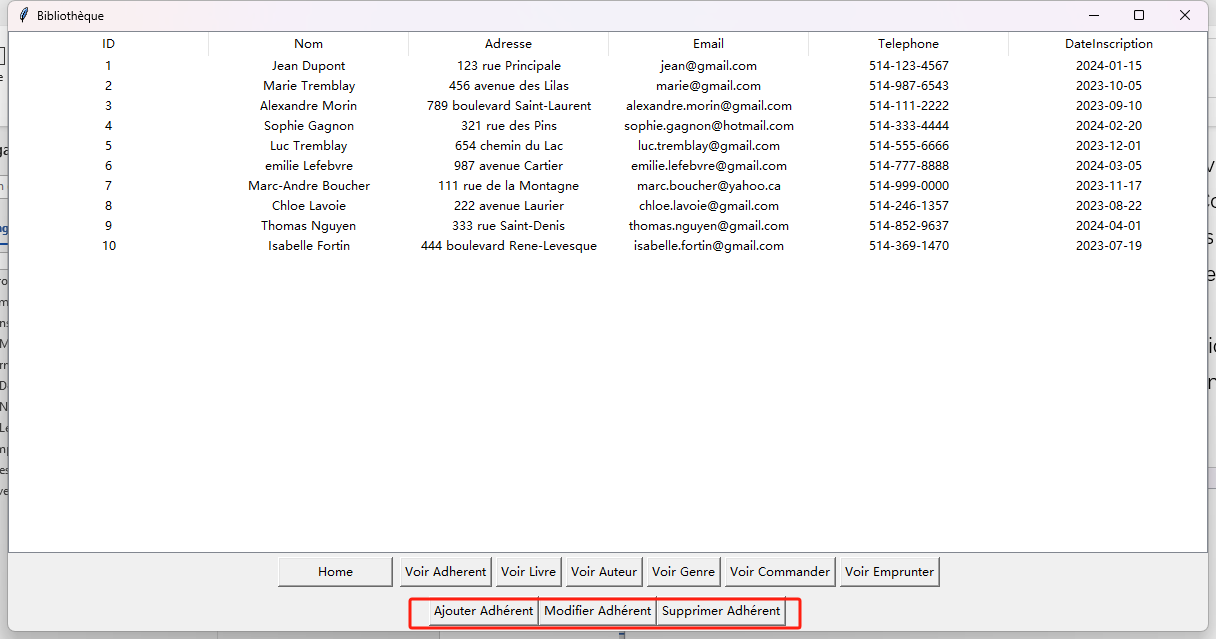 Bibliothèque
ID Nom Adresse Email Telephone DateInscription
1 Jean Dupont 123 rue Principale jean@gmail.com 514-123-4567 2024-01-15
2 Marie Tremblay 456 avenue des Lilas marie@gmail.com 514-987-6543 2023-10-05
3 Alexandre Morin 789 boulevard Saint-Laurent alexandre.morin@gmail.com 514-111-2222 2023-09-10
4 Sophie Gagnon 321 rue des Pins sophie.gagnon@hotmail.com 514-333-4444 2024-02-20
5 Luc Tremblay 654 chemin du Lac luc.tremblay@gmail.com 514-555-6666 2023-12-01
6 emilie Lefebvre 987 avenue Cartier emilie.lefebvre@gmail.com 514-777-8888 2024-03-05
7 Marc-Andre Boucher 111 rue de la Montagne marc.boucher@yahoo.ca 514-999-0000 2023-11-17
8 Chloe Lavoie 222 avenue Laurier chloe.lavoie@gmail.com 514-246-1357 2023-08-22
9 Thomas Nguyen 333 rue Saint-Denis thomas.nguyen@gmail.com 514-852-9637 2024-04-01
10 Isabelle Fortin 444 boulevard Rene-Levesque isabelle.fortin@gmail.com 514-369-1470 2023-07-19
Home Voir Adherent Voir Livre Voir Auteur Voir Genre Voir Commander Voir Emprunter
Ajouter Adhérent Modifier Adhérent Supprimer Adhérent